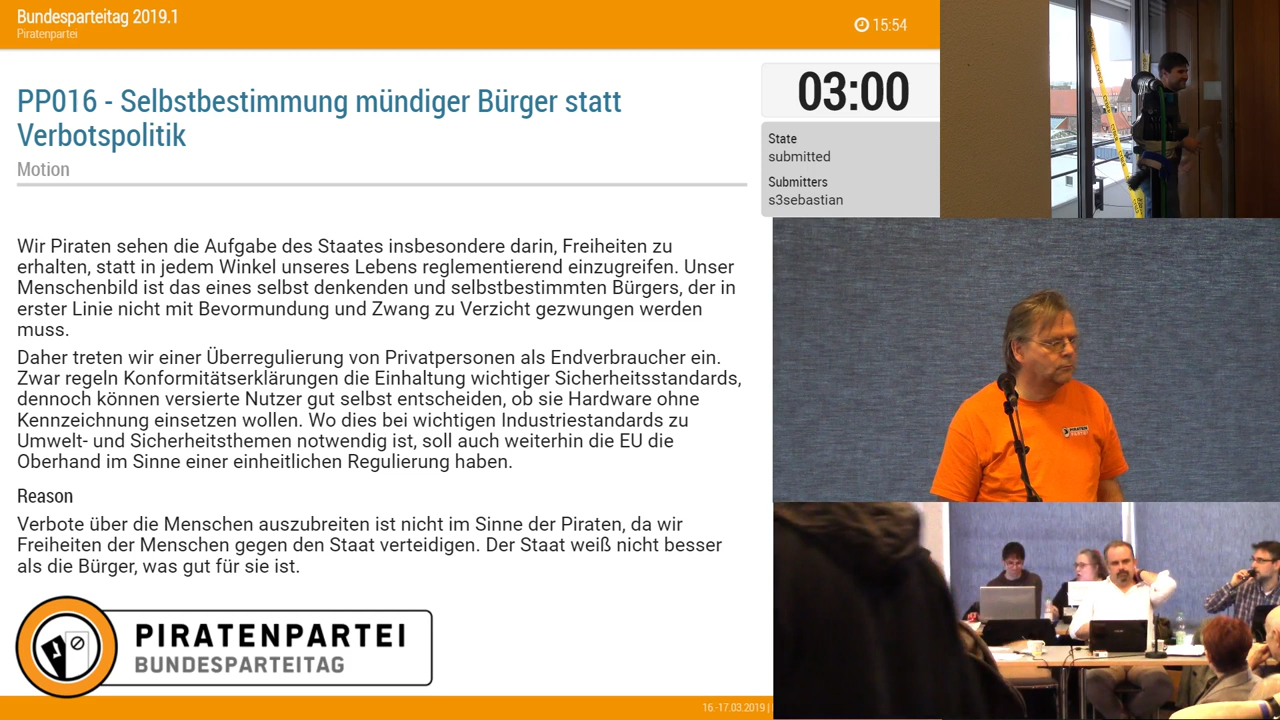 Bundesparteitag 2019.1
Piratenpartei
15:54
PP016 - Selbstbestimmung mündiger Bürger statt
Verbotspolitik
Motion
03:00
State
submitted
Submitters
s3sebastian
Wir Piraten sehen die Aufgabe des Staates insbesondere darin, Freiheiten zu
erhalten, statt in jedem Winkel unseres Lebens reglementierend einzugreifen. Unser
Menschenbild ist das eines selbst denkenden und selbstbestimmten Bürgers, der in
erster Linie nicht mit Bevormundung und Zwang zu Verzicht gezwungen werden
muss.
Daher treten wir einer Überregulierung von Privatpersonen als Endverbraucher ein.
Zwar regeln Konformitätserklärungen die Einhaltung wichtiger Sicherheitsstandards,
dennoch können versierte Nutzer gut selbst entscheiden, ob sie Hardware ohne
Kennzeichnung einsetzen wollen. Wo dies bei wichtigen Industriestandards zu
Umwelt- und Sicherheitsthemen notwendig ist, soll auch weiterhin die EU die
Oberhand im Sinne einer einheitlichen Regulierung haben.
Reason
Verbote über die Menschen auszubreiten ist nicht im Sinne der Piraten, da wir
Freiheiten der Menschen gegen den Staat verteidigen. Der Staat weiß nicht besser
als die Bürger, was gut für sie ist.
PIRATENPARTEI
BUNDESPARTEITAG
16.-17.03.2019 |